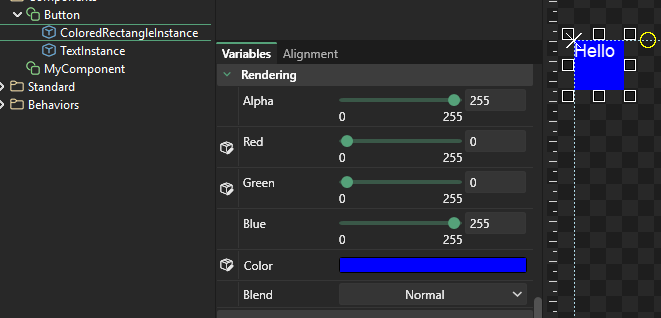 Components
Button
ColoredRectangleInstance
TextInstance
MyComponent
Standard
Behaviors
Variables Alignment
Rendering
Alpha 255
0 255
Red 0
0 255
Green 0
0 255
Blue 255
0 255
Color
Blend Normal
Hello